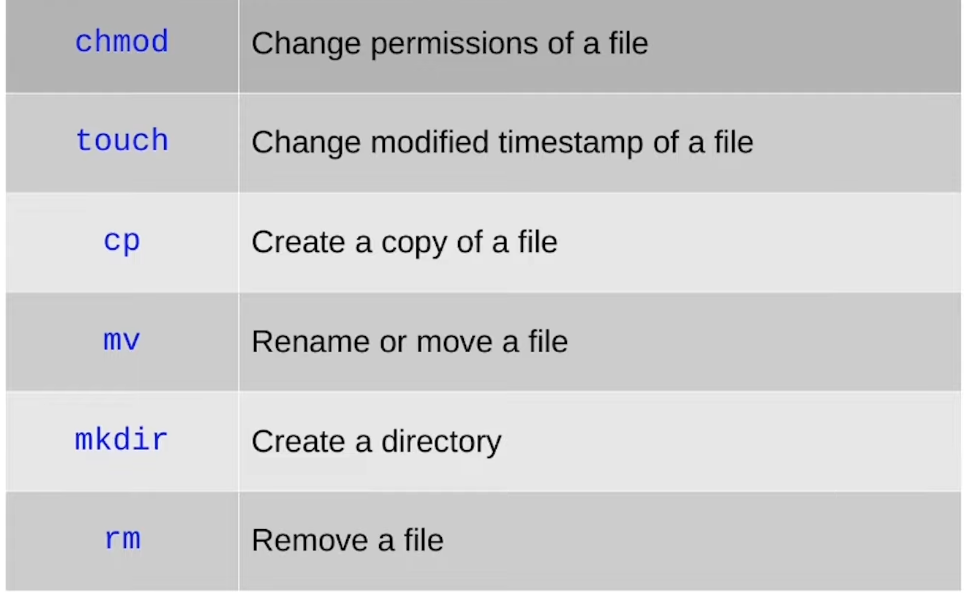 chmod Change permissions of a file
touch Change modified timestamp of a file
cp Create a copy of a file
mv Rename or move a file
mkdir Create a directory
rm Remove a file